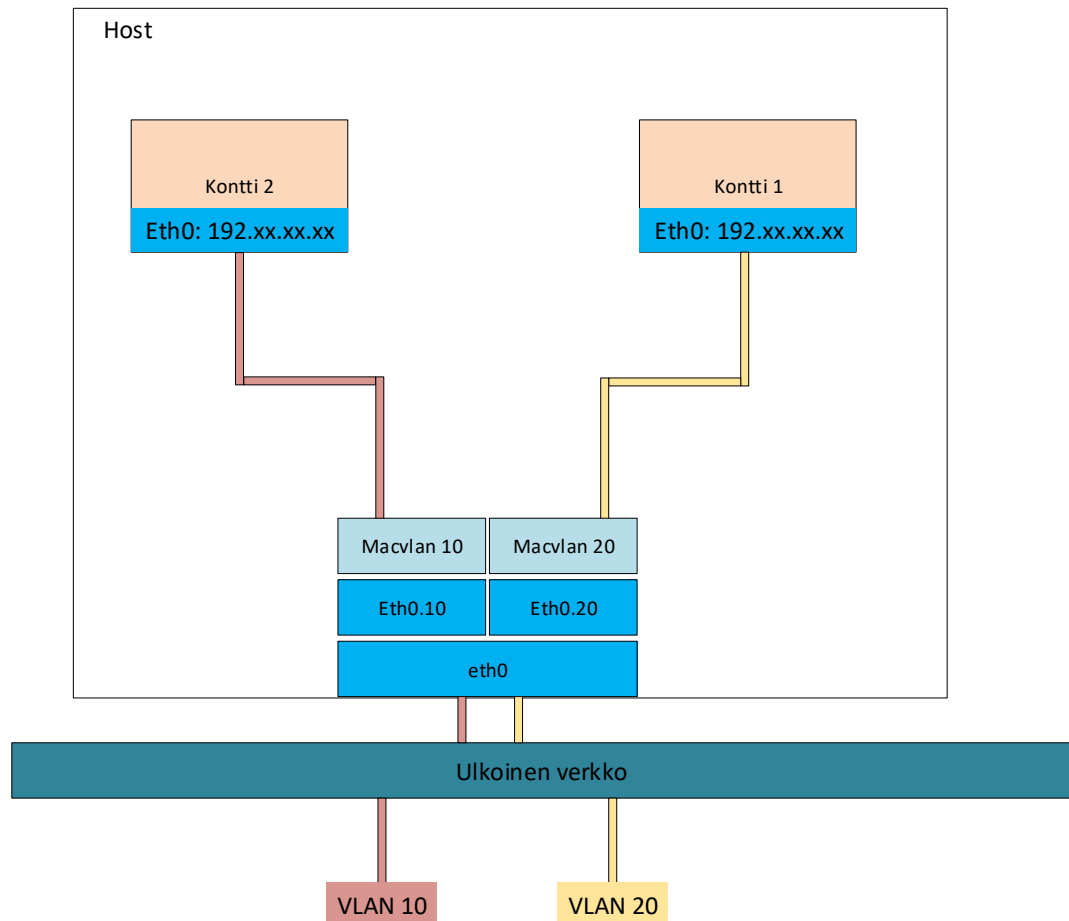 Host
Kontti 2
Eth0: 192.xx.xx.xx
Kontti 1
Eth0: 192.xx.xx.xx
Macvlan 10
Macvlan 20
Eth0.10
Eth0.20
eth0
Ulkoinen verkko
VLAN 10
VLAN 20